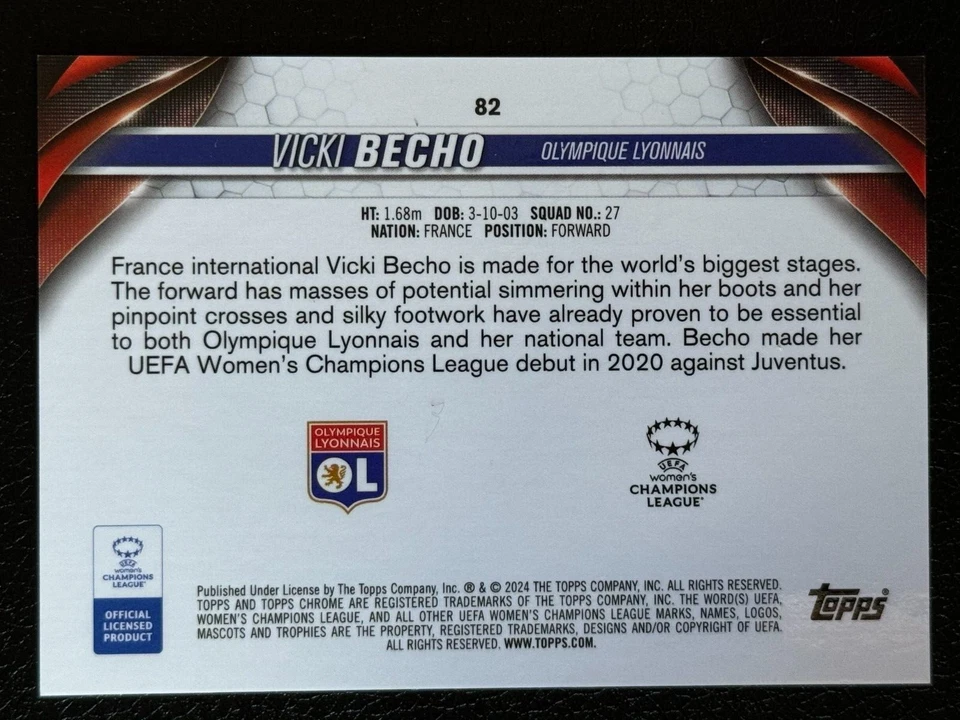 82
VICKI BECHO OLYMPIQUE LYONNAIS
HT: 1.68m DOB: 3-10-03 SQUAD NO.: 27
NATION: FRANCE POSITION: FORWARD
France international Vicki Becho is made for the world's biggest stages.
The forward has masses of potential simmering within her boots and her
pinpoint crosses and silky footwork have already proven to be essential
to both Olympique Lyonnais and her national team. Becho made her
UEFA Women's Champions League debut in 2020 against Juventus.
OLYMPIQUE
LYONNAIS
OL
UEFA
women's
CHAMPIONS
LEAGUE
UEFA
women's
CHAMPIONS
LEAGUE
OFFICIAL
LICENSED
PRODUCT
Published Under License by The Topps Company, Inc. ® & © 2024 THE TOPPS COMPANY, INC. ALL RIGHTS RESERVED.
TOPPS AND TOPPS CHROME ARE REGISTERED TRADEMARKS OF THE TOPPS COMPANY, INC. THE WORD(S) UEFA,
WOMEN'S CHAMPIONS LEAGUE, AND ALL OTHER UEFA WOMEN'S CHAMPIONS LEAGUE MARKS, NAMES, LOGOS,
MASCOTS AND TROPHIES ARE THE PROPERTY, REGISTERED TRADEMARKS, DESIGNS AND/OR COPYRIGHT OF UEFA.
ALL RIGHTS RESERVED. WWW.TOPPS.COM.
topps®